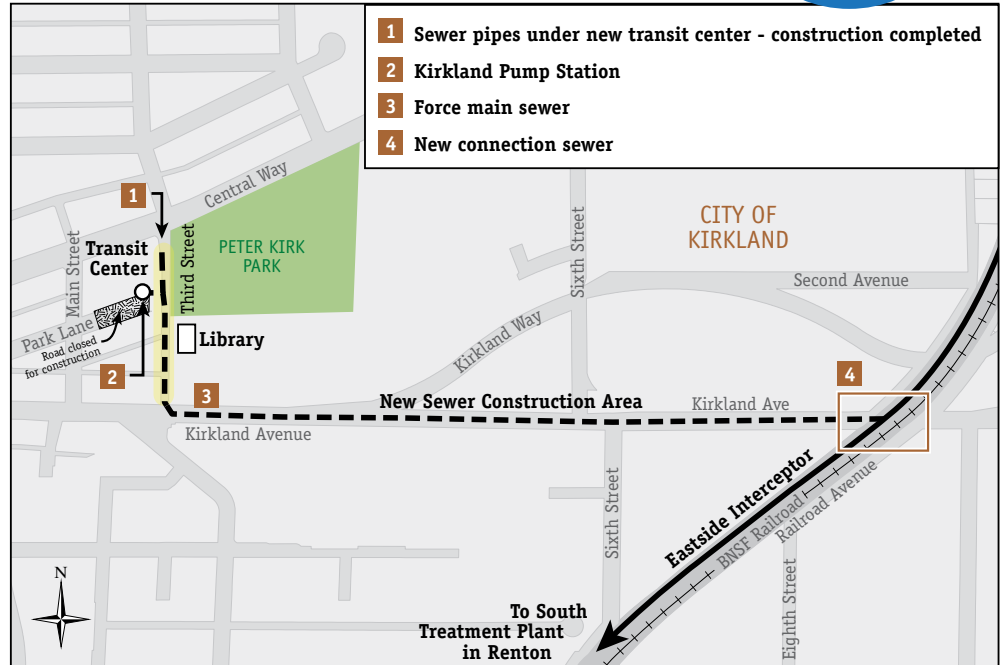 1 Sewer pipes under new transit center - construction completed
2 Kirkland Pump Station
3 Force main sewer
4 New connection sewer
Central Way
1
CITY OF
KIRKLAND
Sixth Street
Main Street
Transit
Center
Third Street
PETER KIRK
PARK
Second Avenue
Park Lane
Road closed
for construction
Library
Kirkland Way
2
3
4
New Sewer Construction Area
Kirkland Ave
Kirkland Avenue
Sixth Street
Eastside Interceptor
BNSF Railroad
Railroad Avenue
Eighth Street
N
To South
Treatment Plant
in Renton